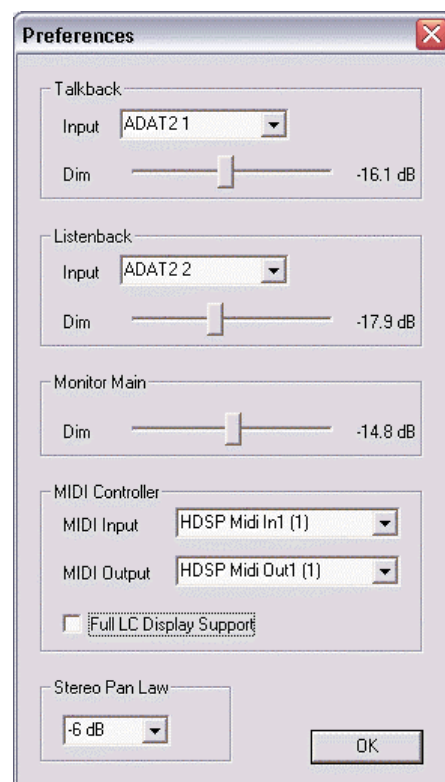 Preferences
Talkback
Input ADAT2 1
Dim -16.1 dB
Listenback
Input ADAT2 2
Dim -17.9 dB
Monitor Main
Dim -14.8 dB
MIDI Controller
MIDI Input HDSP Midi In1 (1)
MIDI Output HDSP Midi Out1 (1)
Full LC Display Support
Stereo Pan Law
-6 dB
OK